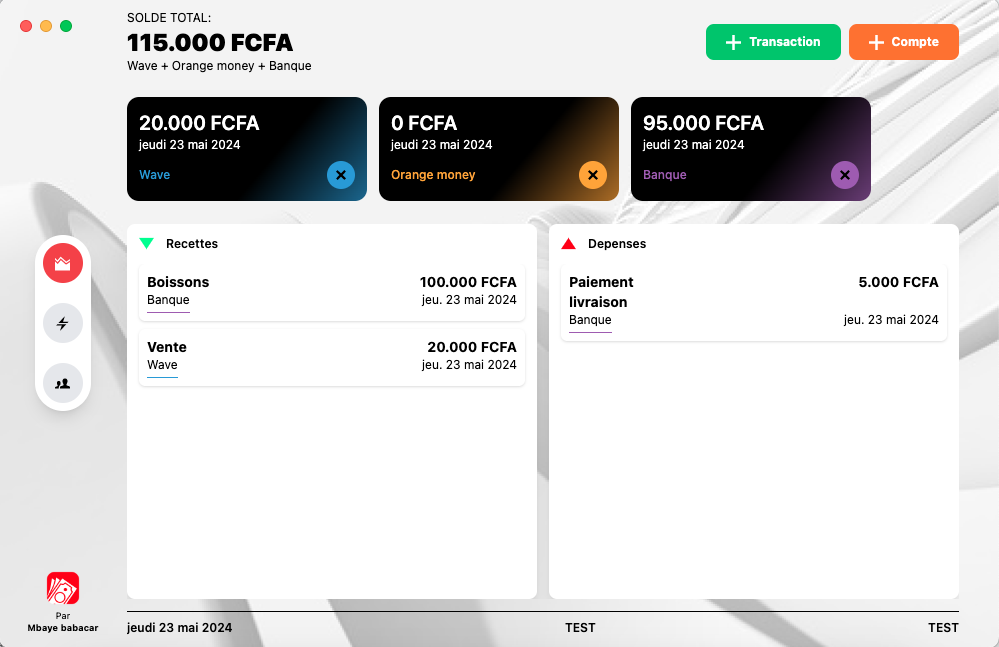 SOLDE TOTAL:
115.000 FCFA
Wave + Orange money + Banque
Transaction
Compte
20.000 FCFA
jeudi 23 mai 2024
Wave
0 FCFA
jeudi 23 mai 2024
Orange money
95.000 FCFA
jeudi 23 mai 2024
Banque
Recettes
Boissons
100.000 FCFA
Banque
jeu. 23 mai 2024
Vente
20.000 FCFA
Wave
jeu. 23 mai 2024
Depenses
Paiement
livraison
5.000 FCFA
Banque
jeu. 23 mai 2024
Par
Mbaye babacar
jeudi 23 mai 2024
TEST
TEST